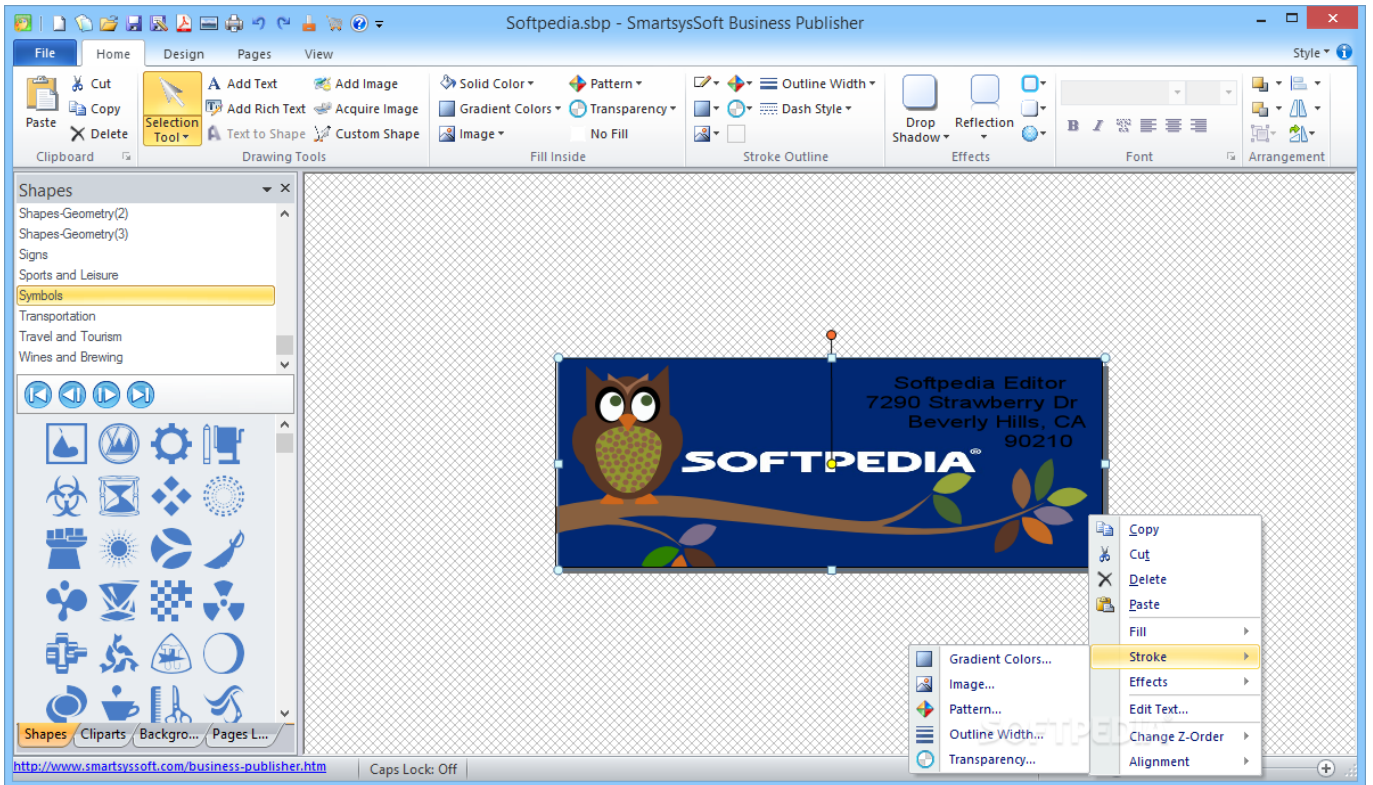 Softpedia.sbp - SmartsysSoft Business Publisher
File Home Design Pages View Style
Paste
Cut
Copy
Delete
Clipboard
Selection Tool
Add Text
Add Rich Text
Text to Shape
Add Image
Acquire Image
Custom Shape
Drawing Tools
Solid Color
Gradient Colors
Image
Pattern
Transparency
No Fill
Fill Inside
Outline Width
Dash Style
Stroke Outline
Drop Shadow
Reflection
Effects
B I
Font
Arrangement
Shapes
Shapes-Geometry(2)
Shapes-Geometry(3)
Signs
Sports and Leisure
Symbols
Transportation
Travel and Tourism
Wines and Brewing
Shapes Cliparts Backgro... Pages L...
Softpedia Editor
7290 Strawberry Dr
Beverly Hills, CA
90210
SOFTPEDIA®
Copy
Cut
Delete
Paste
Fill
Stroke
Effects
Edit Text...
Change Z-Order
Alignment
Gradient Colors...
Image...
Pattern...
Outline Width...
Transparency...
SOFTPEDIA
http://www.smartsyssoft.com/business-publisher.htm
Caps Lock: Off